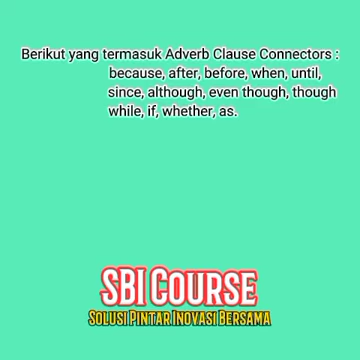 Berikut yang termasuk Adverb Clause Connectors :
because, after, before, when, until,
since, although, even though, though
while, if, whether, as.
SBI Course
Solusi Pintar Inovasi Bersama